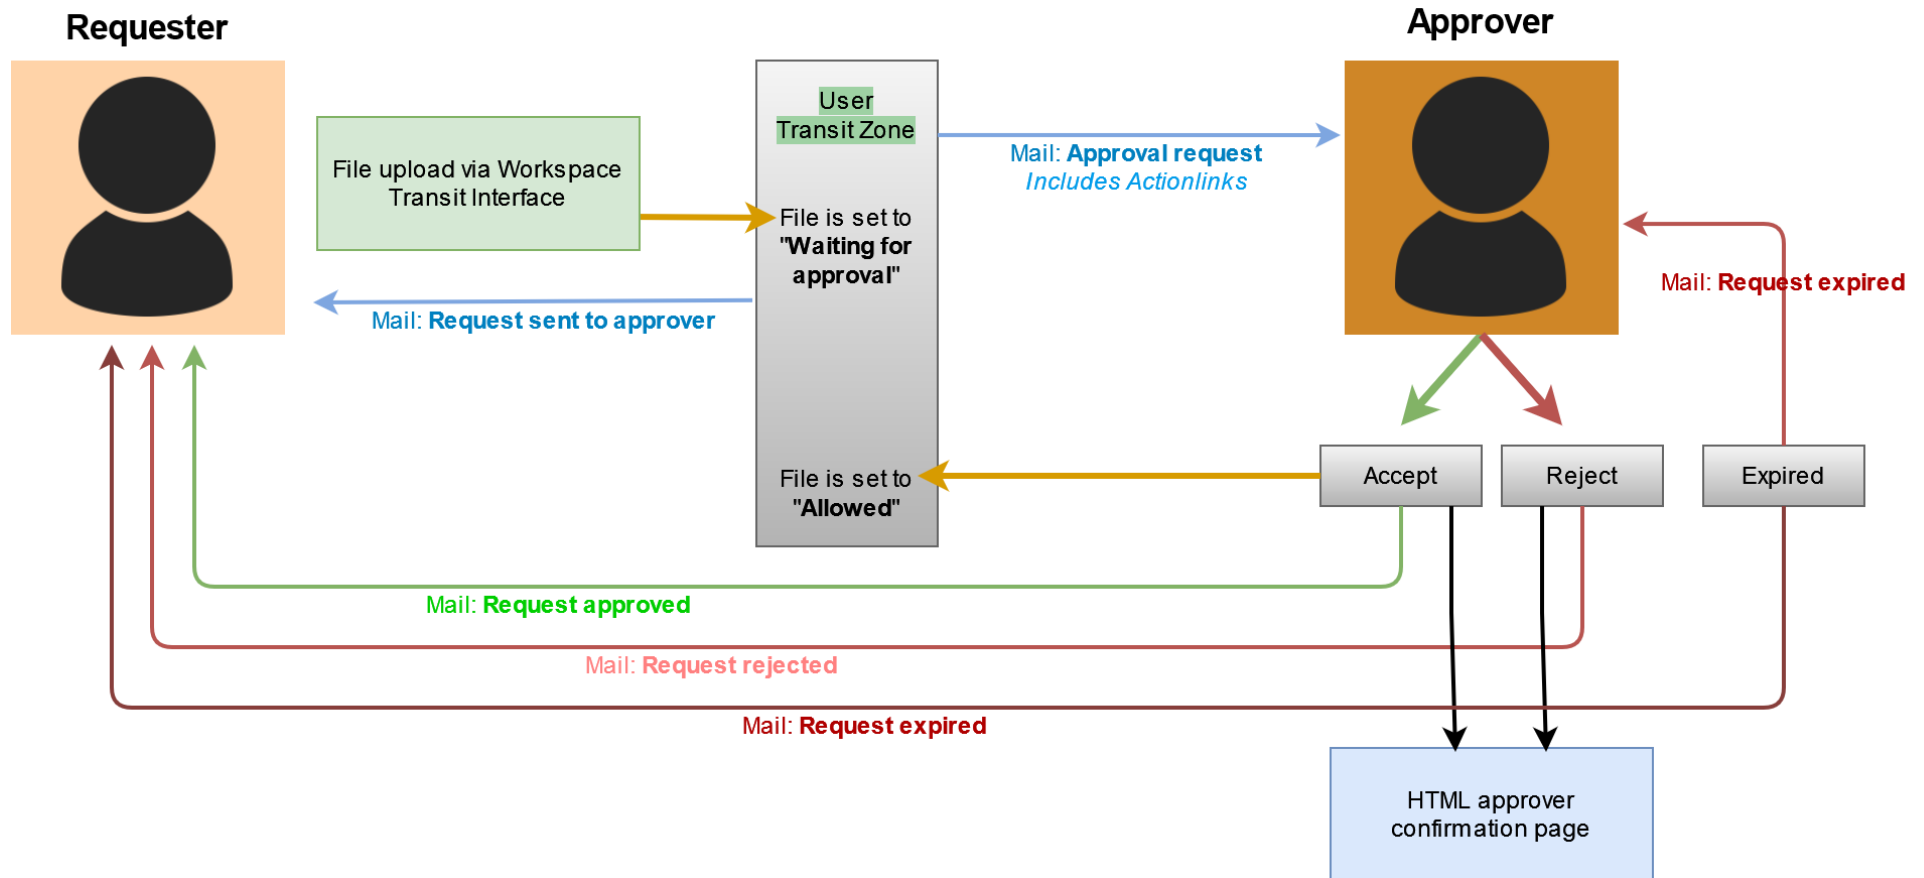 Requester
Approver
File upload via Workspace
Transit Interface
User
Transit Zone
File is set to
"Waiting for
approval"
Mail: Approval request
Includes Actionlinks
Mail: Request sent to approver
Mail: Request expired
File is set to
"Allowed"
Accept
Reject
Expired
Mail: Request approved
Mail: Request rejected
Mail: Request expired
HTML approver
confirmation page